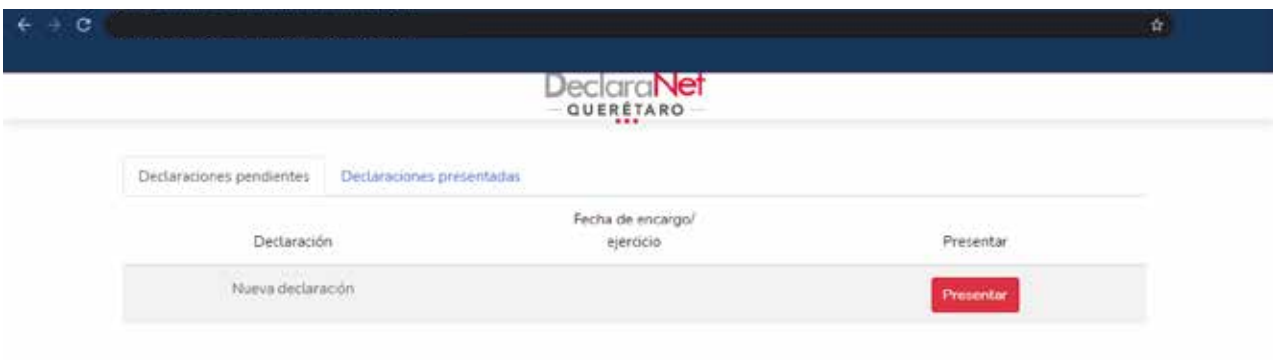 DeclaraNet
QUERÉTARO
Declaraciones pendientes Declaraciones presentadas
Declaración Fecha de encargo/ ejercicio Presentar
Nueva declaración Presentar